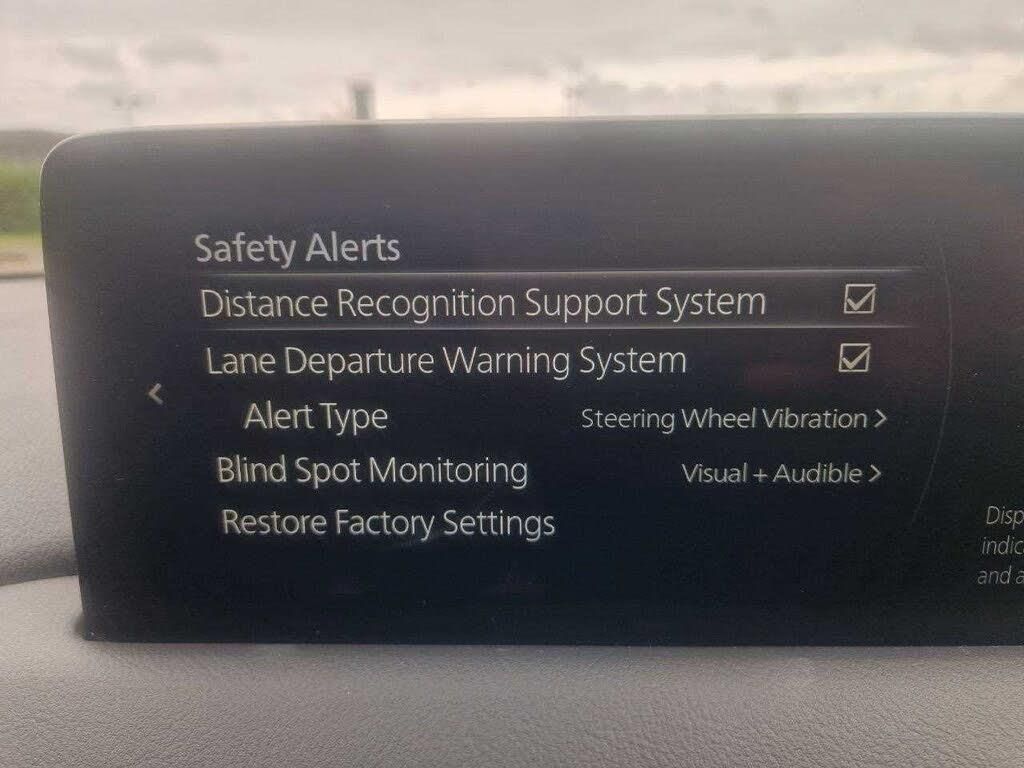 Safety Alerts
Distance Recognition Support System
Lane Departure Warning System
Alert Type Steering Wheel Vibration >
Blind Spot Monitoring Visual + Audible >
Restore Factory Settings
and